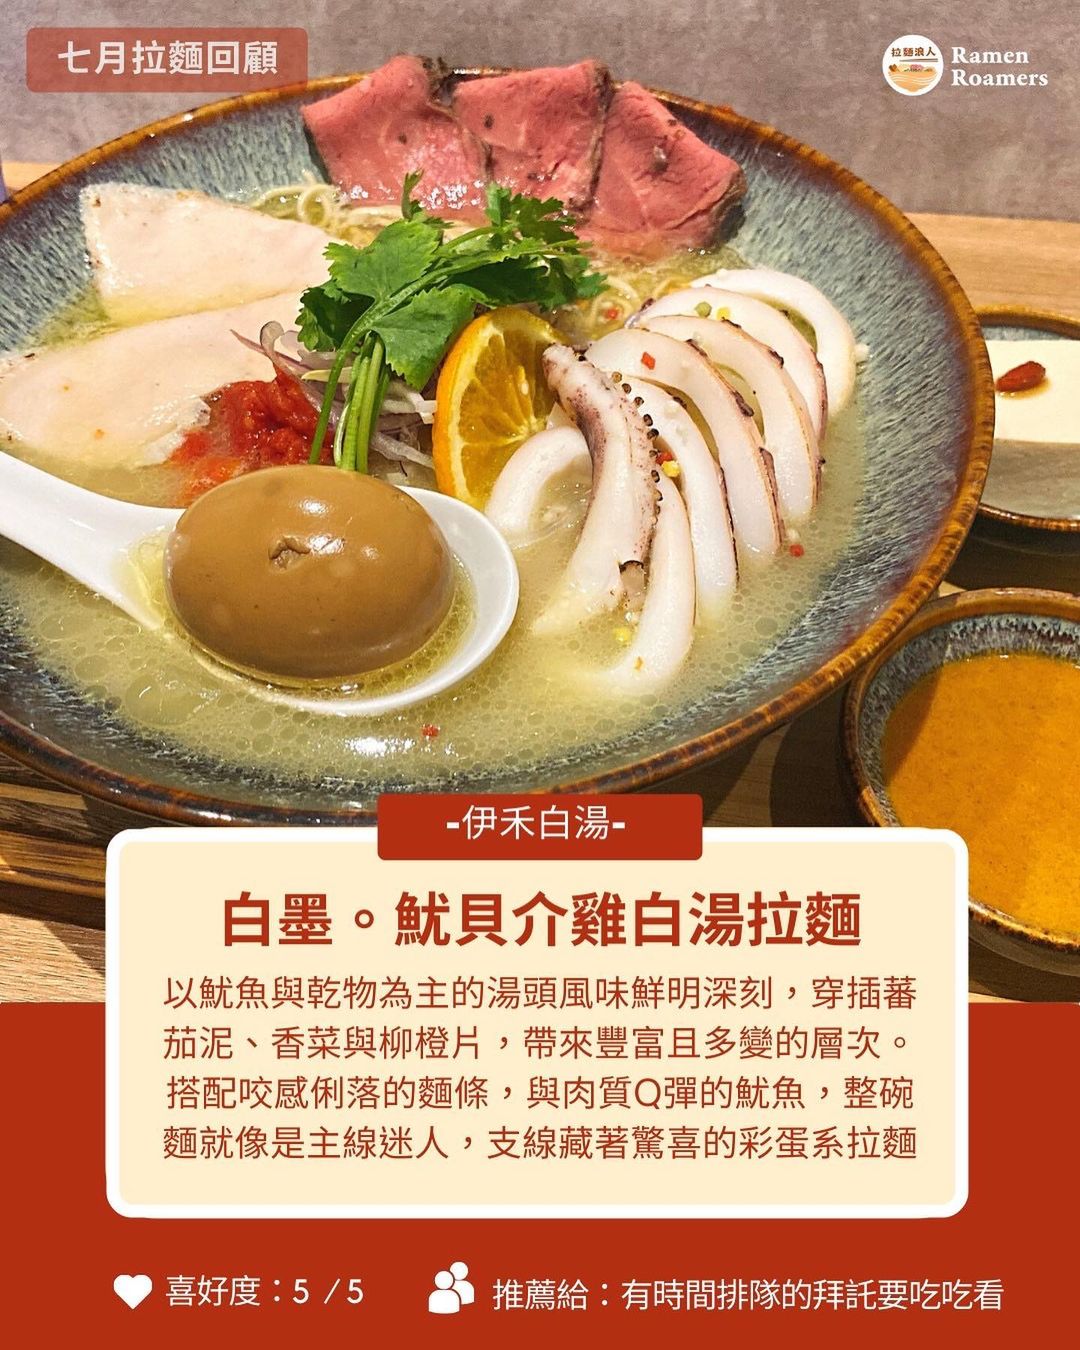 七月拉麵回顧
拉麵浪人
Ramen
Roamers
-伊禾白湯-
白墨。魷貝介雞白湯拉麵
以魷魚與乾物為主的湯頭風味鮮明深刻，穿插蕃
茄泥、香菜與柳橙片，帶來豐富且多變的層次。
搭配咬感俐落的麵條，與肉質Q彈的魷魚，整碗
麵就像是主線迷人，支線藏著驚喜的彩蛋系拉麵
喜好度：5 / 5
推薦給：有時間排隊的拜託要吃吃看